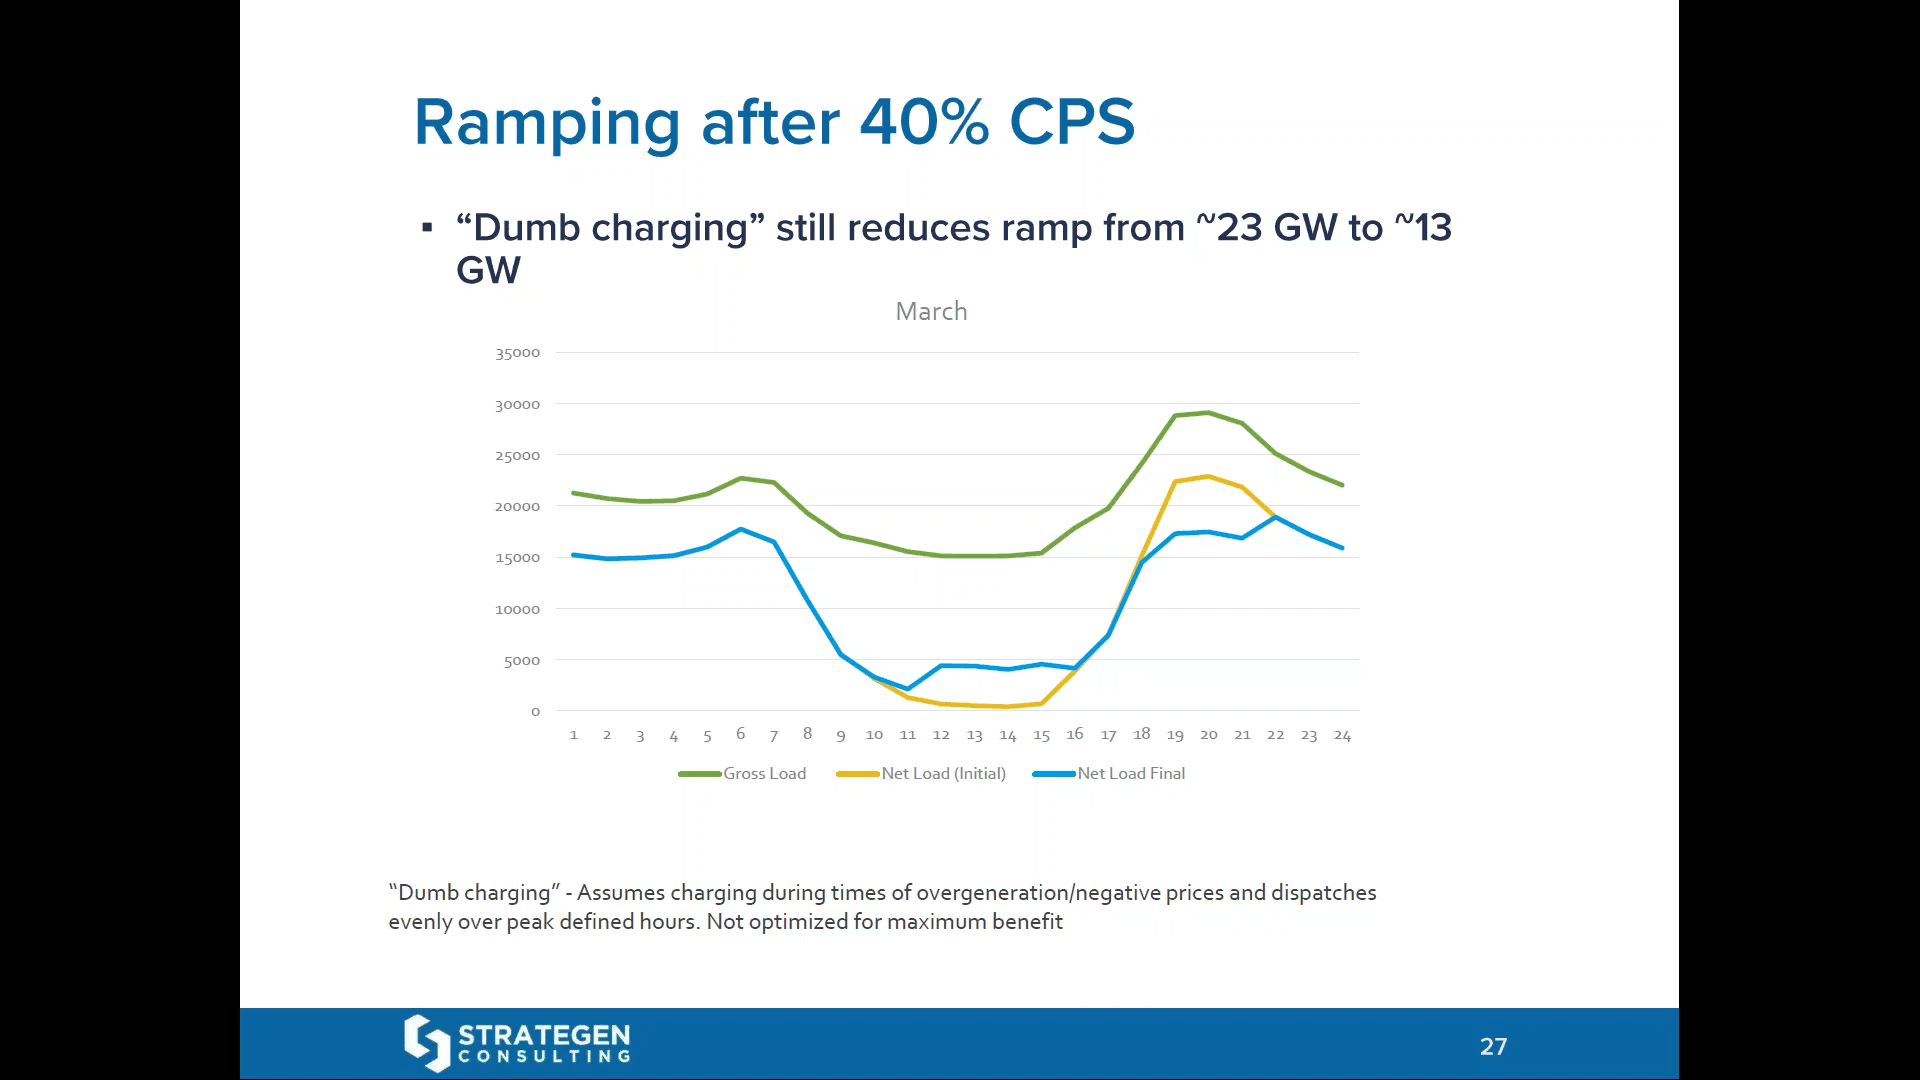 Ramping after 40% CPS
▪ “Dumb charging” still reduces ramp from ~23 GW to ~13
GW
March
35000
30000
25000
20000
15000
10000
5000
0
1 2 3 4 5 6 7 8 9 10 11 12 13 14 15 16 17 18 19 20 21 22 23 24
Gross Load Net Load (Initial) Net Load Final
“Dumb charging” - Assumes charging during times of overgeneration/negative prices and dispatches
evenly over peak defined hours. Not optimized for maximum benefit
STRATEGEN
CONSULTING
27